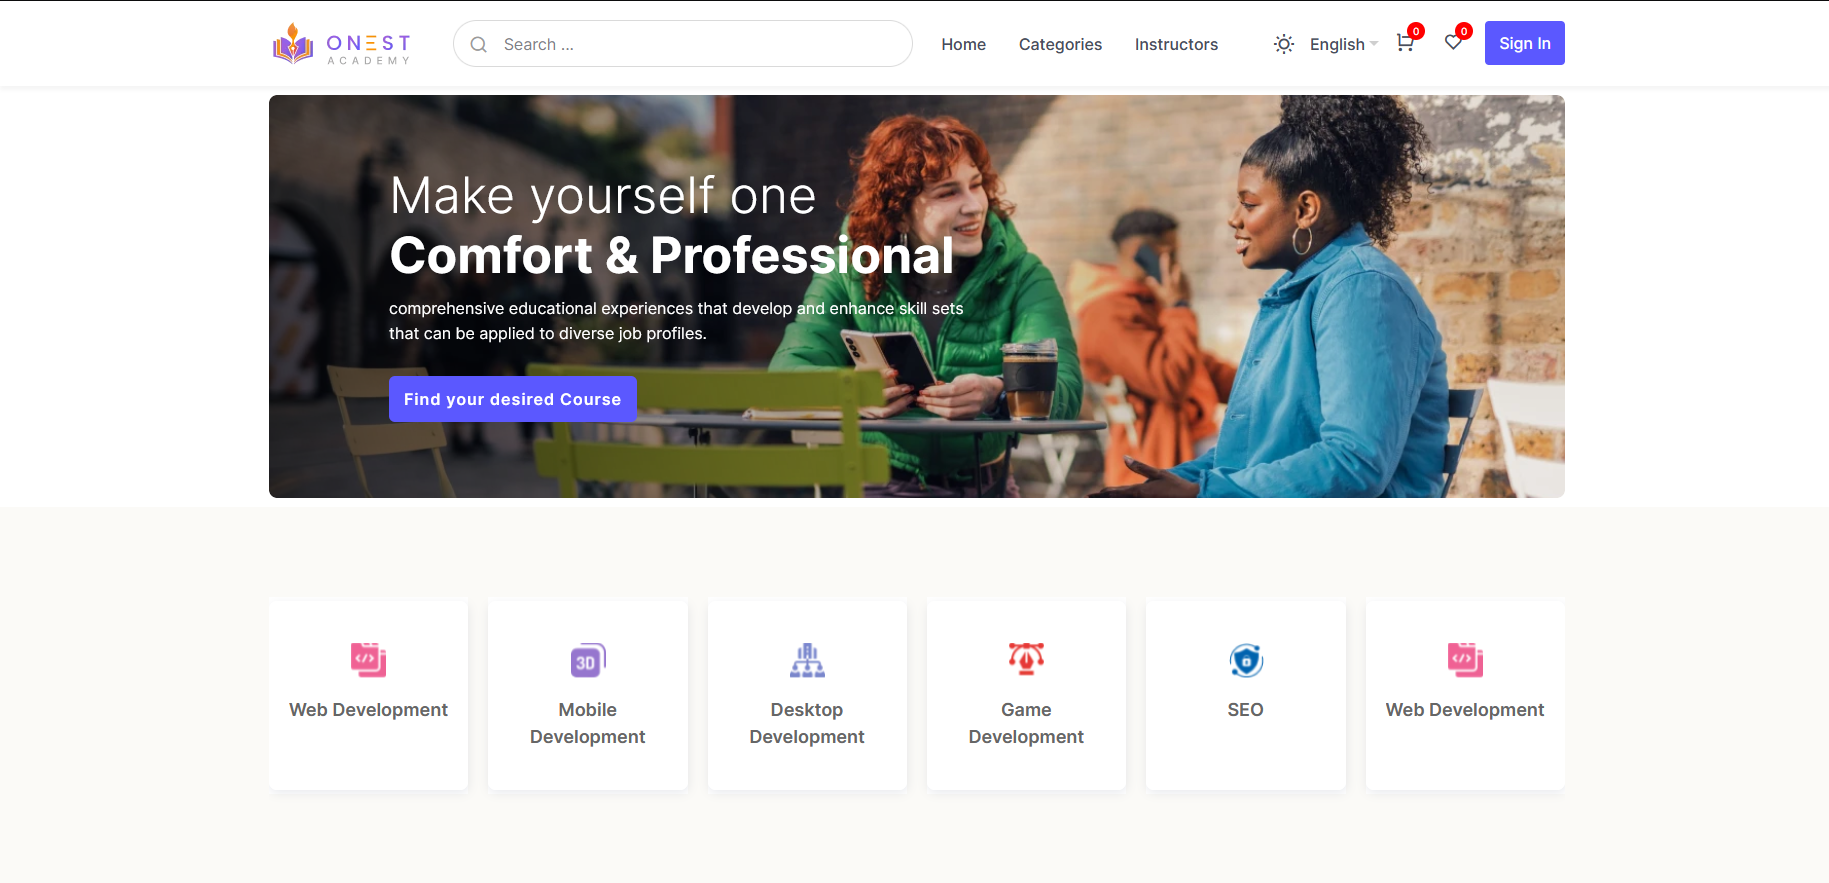 ONEST
ACADEMY
Search ...
Home
Categories
Instructors
English
0
0
Sign In
Make yourself one
Comfort & Professional
comprehensive educational experiences that develop and enhance skill sets
that can be applied to diverse job profiles.
Find your desired Course
</>
Web Development
3D
Mobile
Development
Desktop
Development
Game
Development
SEO
</>
Web Development